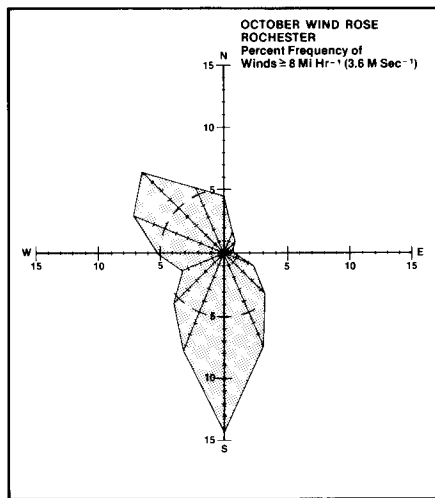 OCTOBER WIND ROSE
ROCHESTER
Percent Frequency of
Winds ≥ 8 Mi Hr⁻¹ (3.6 M Sec⁻¹)
N
15
10
5
W 15 10 5 5 10 15 E
5
10
15
S